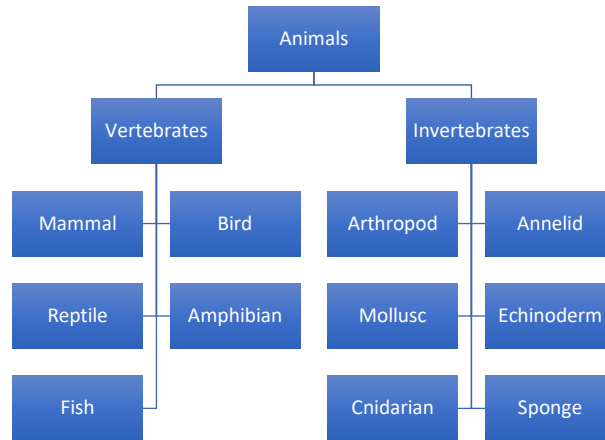 Animals
Vertebrates
Invertebrates
Mammal
Bird
Arthropod
Annelid
Reptile
Amphibian
Mollusc
Echinoderm
Fish
Cnidarian
Sponge